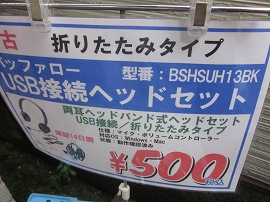 古 折りたたみタイプ
バッファロー 型番：BSHSUH13BK
USB接続ヘッドセット
両耳ヘッドバンド式ヘッドセット
USB接続／折りたたみタイプ
仕様：マイク・ボリュームコントローラー
対応OS：Windows・Mac
状態：動作確認済み
保証14日間
¥500